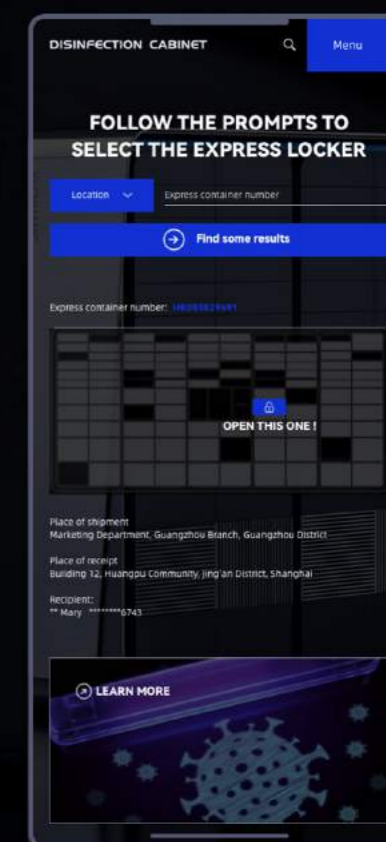 DISINFECTION CABINET
Menu
FOLLOW THE PROMPTS TO
SELECT THE EXPRESS LOCKER
Location
Express container number
Find some results
Express container number:
OPEN THIS ONE !
Place of shipment
Marketing Department, Guangzhou Branch, Guangzhou District
Place of receipt
Building 12, Huangpu Community, Jing'an District, Shanghai
Recipient:
** Mary *******6743
LEARN MORE